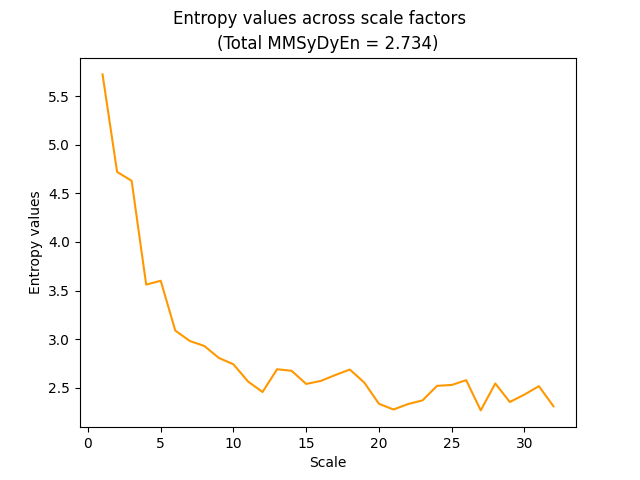 Entropy values across scale factors
(Total MMSyDyEn = 2.734)
5.5
5.0
4.5
4.0
3.5
3.0
2.5
Entropy values
0 5 10 15 20 25 30
Scale